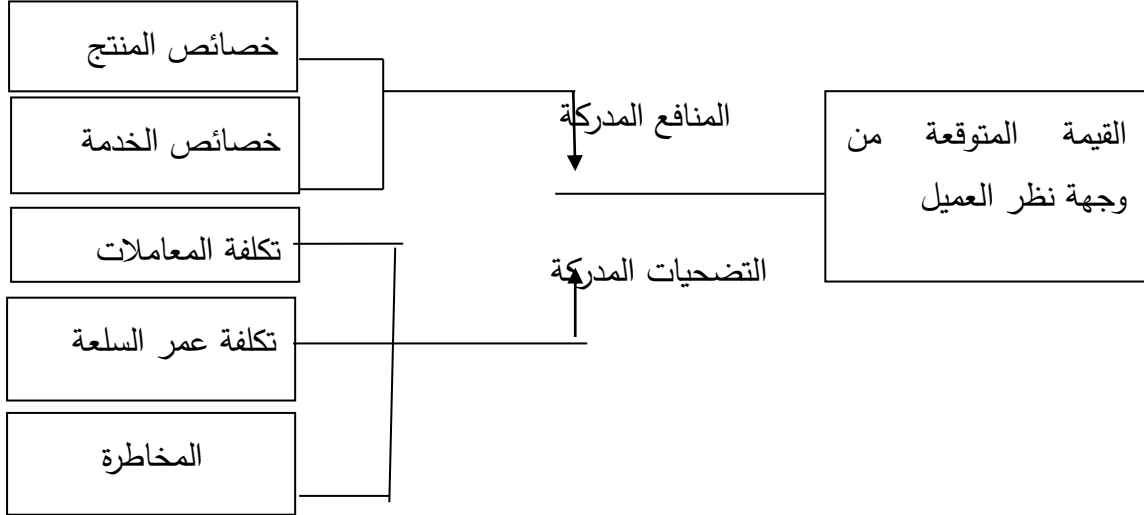 خصائص المنتج
خصائص الخدمة
تكلفة المعاملات
تكلفة عمر السلعة
المخاطرة
المنافع المدركة
التضحيات المدركة
القيمة المتوقعة من
وجهة نظر العميل